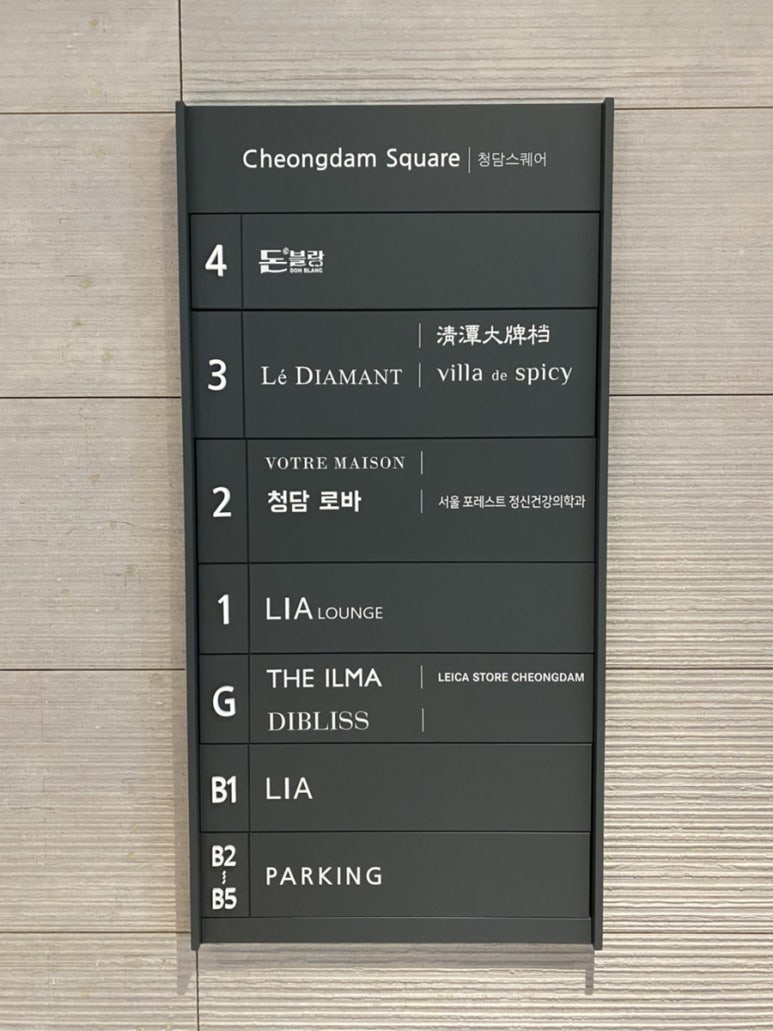 Cheongdam Square | 청담스퀘어
4
돈블랑
DON BLANC
3
清潭大牌档
Lé DIAMANT | villa de spicy
2
VOTRE MAISON |
청담 로바 | 서울 포레스트 정신건강의학과
1
LIA LOUNGE
G
THE ILMA | LEICA STORE CHEONGDAM
DIBLISS |
B1
LIA
B2
~
B5
PARKING